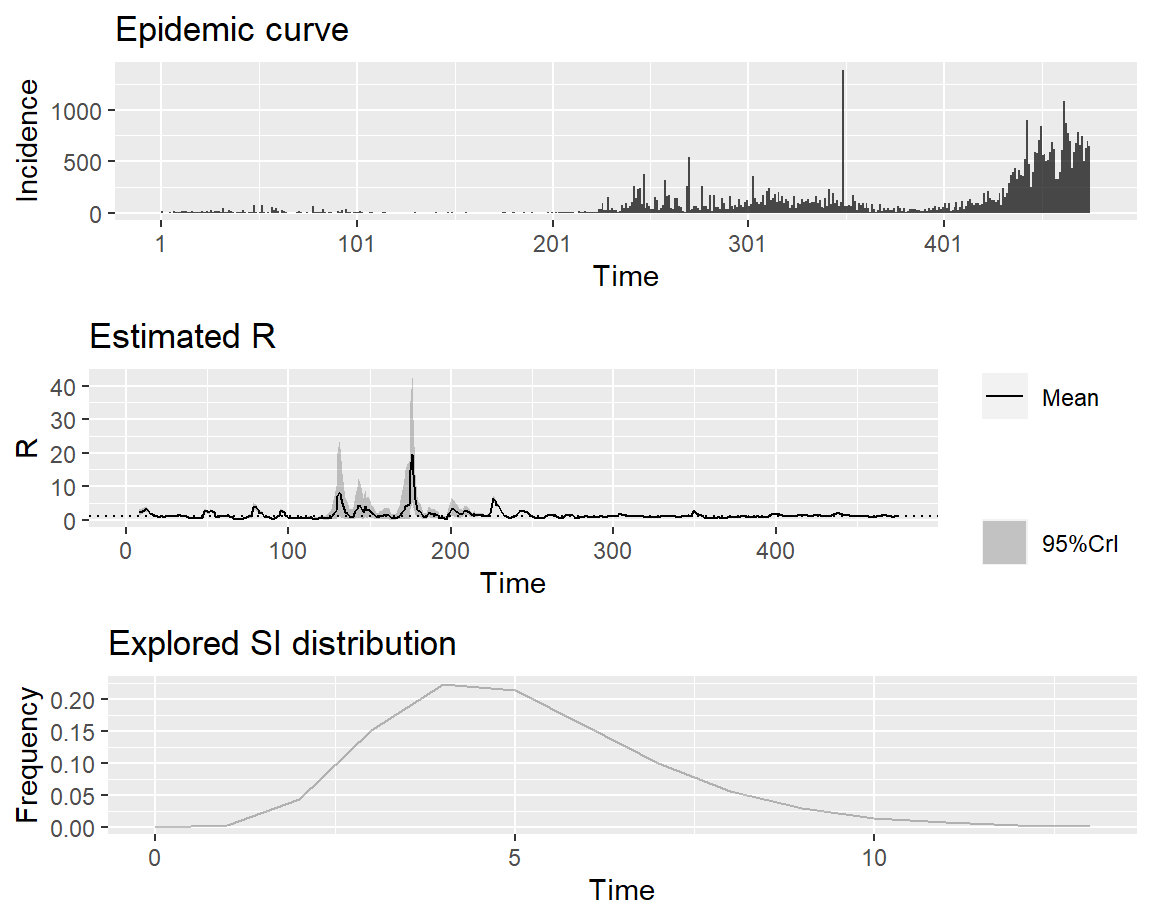 Epidemic curve
Incidence
1000
500
0
1 101 201 301 401
Time
Estimated R
R
40
30
20
10
0
0 100 200 300 400
Time
Mean
95%CrI
Explored SI distribution
Frequency
0.20
0.15
0.10
0.05
0.00
0 5 10
Time